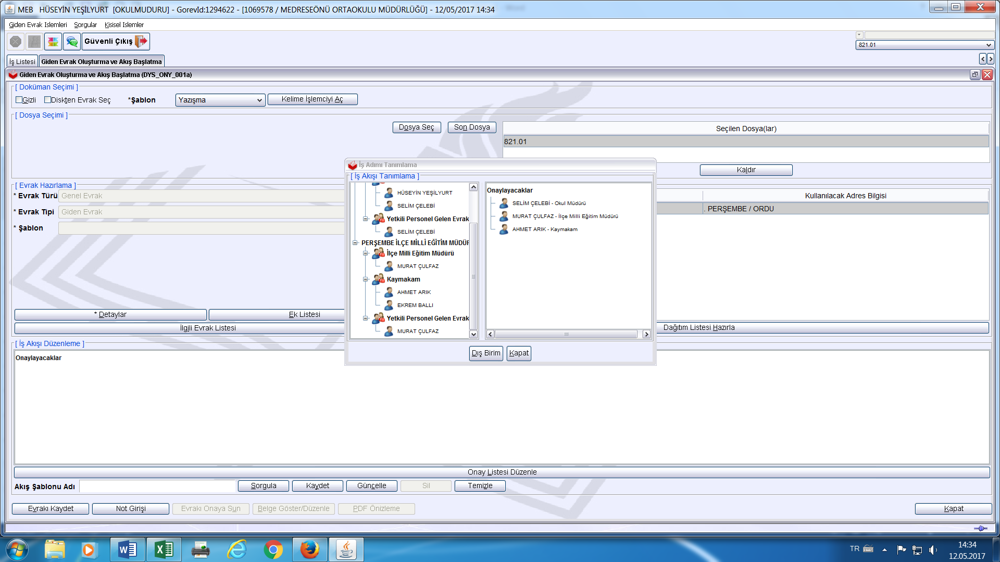 MEB HÜSEYİN YEŞİLYURT [OKULMUDURU] - GorevId:1294622 - [1069578 / MEDRESEÖNÜ ORTAOKULU MÜDÜRLÜĞÜ] - 12/05/2017 14:34
Giden Evrak Islemleri Sorgular Kisisel Islemler
Güvenli Çıkış
821.01
İş Listesi Giden Evrak Oluşturma ve Akış Başlatma
Giden Evrak Oluşturma ve Akış Başlatma (DYS_ONY_001a)
[ Doküman Seçimi ]
Gizli Diskten Evrak Seç *Şablon Yazışma Kelime İşlemciyi Aç
[ Dosya Seçimi ]
Dosya Seç Son Dosya Seçilen Dosya(lar)
821.01
Kaldır
İş Adımı Tanımlama
[ İş Akışı Tanımlama ]
HÜSEYİN YEŞİLYURT
SELİM ÇELEBİ
Yetkili Personel Gelen Evrak
SELİM ÇELEBİ
PERŞEMBE İLÇE MİLLİ EĞİTİM MÜDÜR
İlçe Milli Eğitim Müdürü
MURAT ÇULFAZ
Kaymakam
AHMET ARIK
EKREM BALLI
Yetkili Personel Gelen Evrak
MURAT ÇULFAZ
Onaylayacaklar
SELİM ÇELEBİ - Okul Müdürü
MURAT ÇULFAZ - İlçe Milli Eğitim Müdürü
AHMET ARIK - Kaymakam
Dış Birim Kapat
[ Evrak Hazırlama ]
* Evrak Türü Genel Evrak
* Evrak Tipi Giden Evrak
* Şablon
Kullanılacak Adres Bilgisi
. PERŞEMBE / ORDU
* Detaylar Ek Listesi
İlgili Evrak Listesi Dağıtım Listesi Hazırla
[ İş Akışı Düzenleme ]
Onaylayacaklar
Onay Listesi Düzenle
Akış Şablonu Adı Sorgula Kaydet Güncelle Sil Temizle
Evrakı Kaydet Not Girişi Evrakı Onaya Sun Belge Göster/Düzenle PDF Önizleme Kapat
TR
14:34
12.05.2017